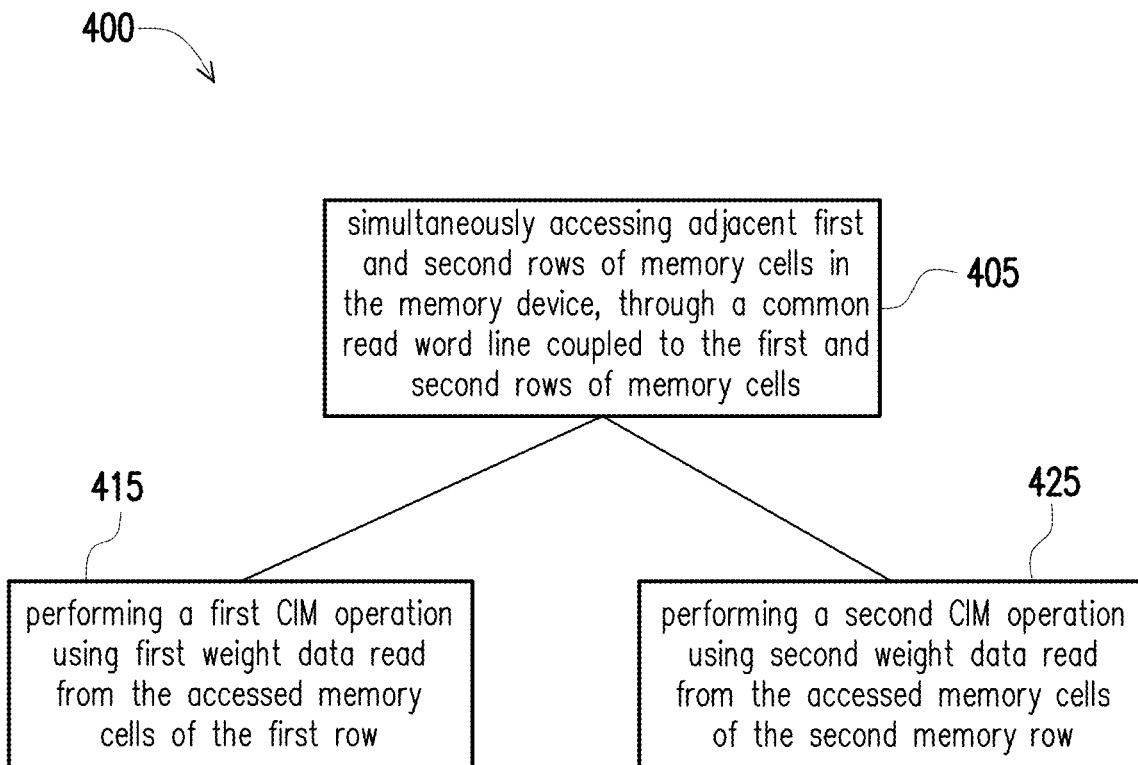 400
simultaneously accessing adjacent first
and second rows of memory cells in
the memory device, through a common
read word line coupled to the first and
second rows of memory cells
405
415
425
performing a first CIM operation
using first weight data read
from the accessed memory
cells of the first row
performing a second CIM operation
using second weight data read
from the accessed memory cells
of the second memory row